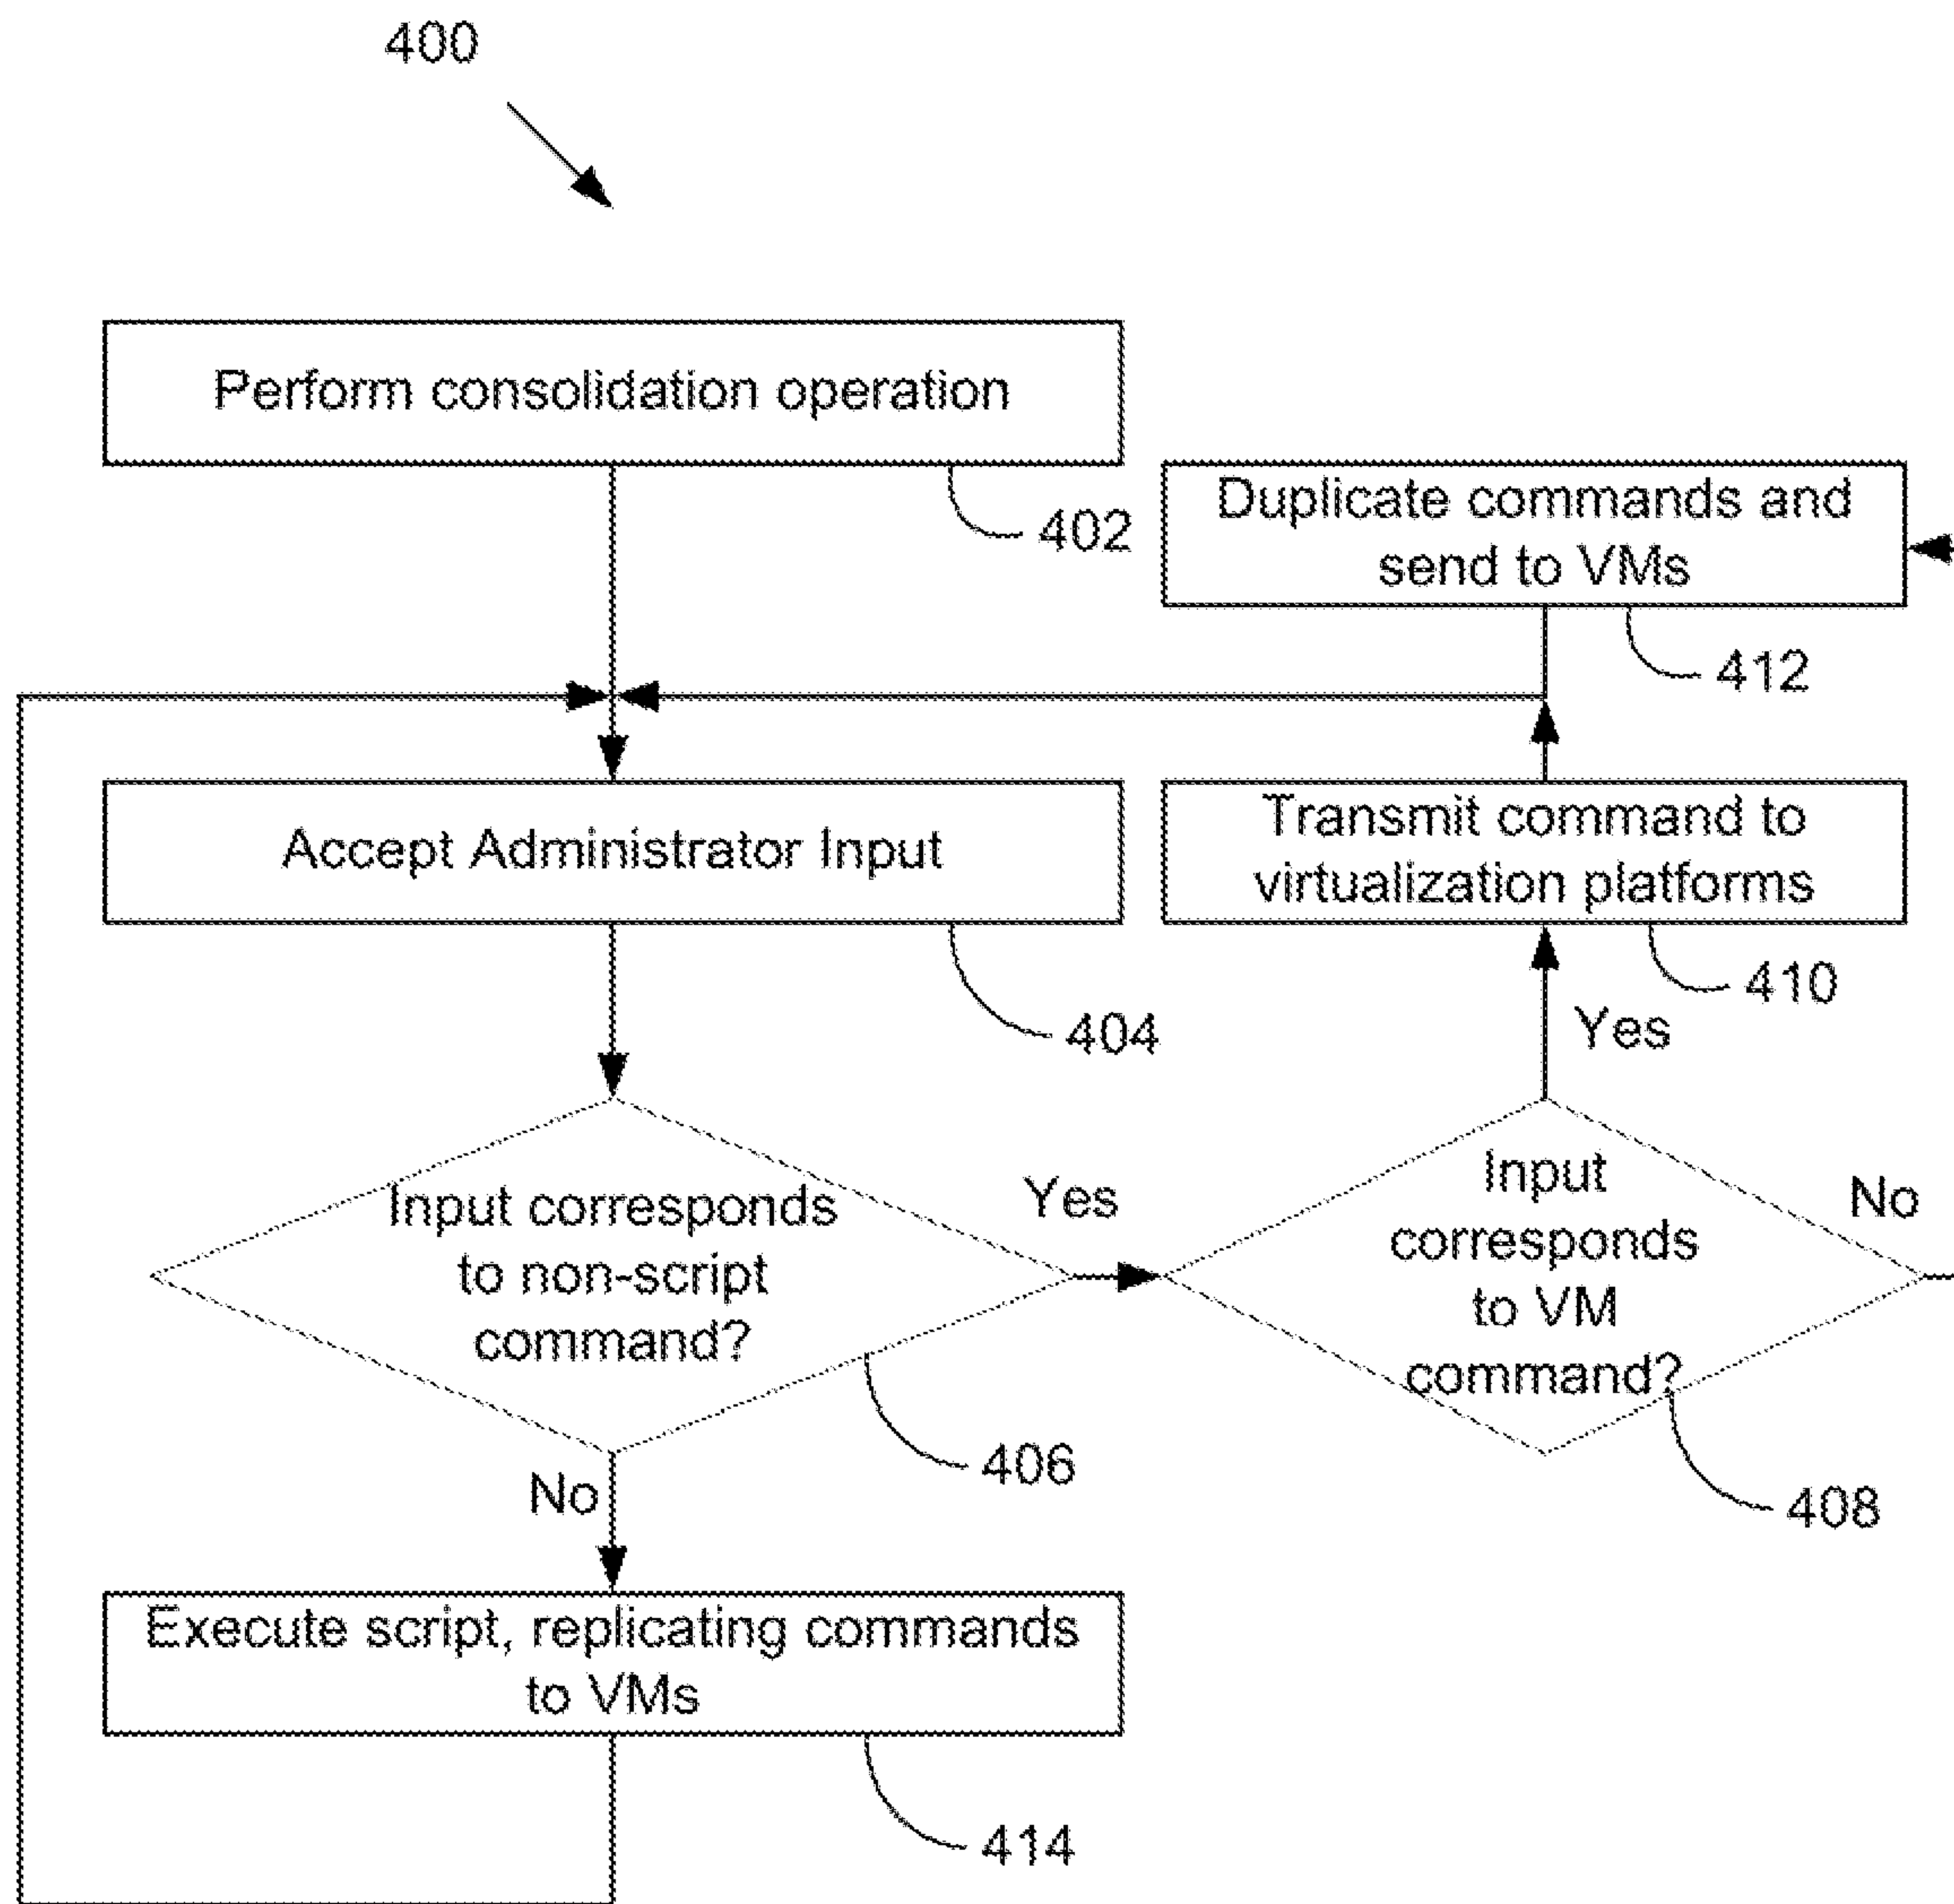 400
Perform consolidation operation
402
Duplicate commands and
send to VMs
412
Accept Administrator Input
404
Transmit command to
virtualization platforms
410
Yes
Input corresponds
to non-script
command?
406
Yes
Input
corresponds
to VM
command?
408
No
No
Execute script, replicating commands
to VMs
414